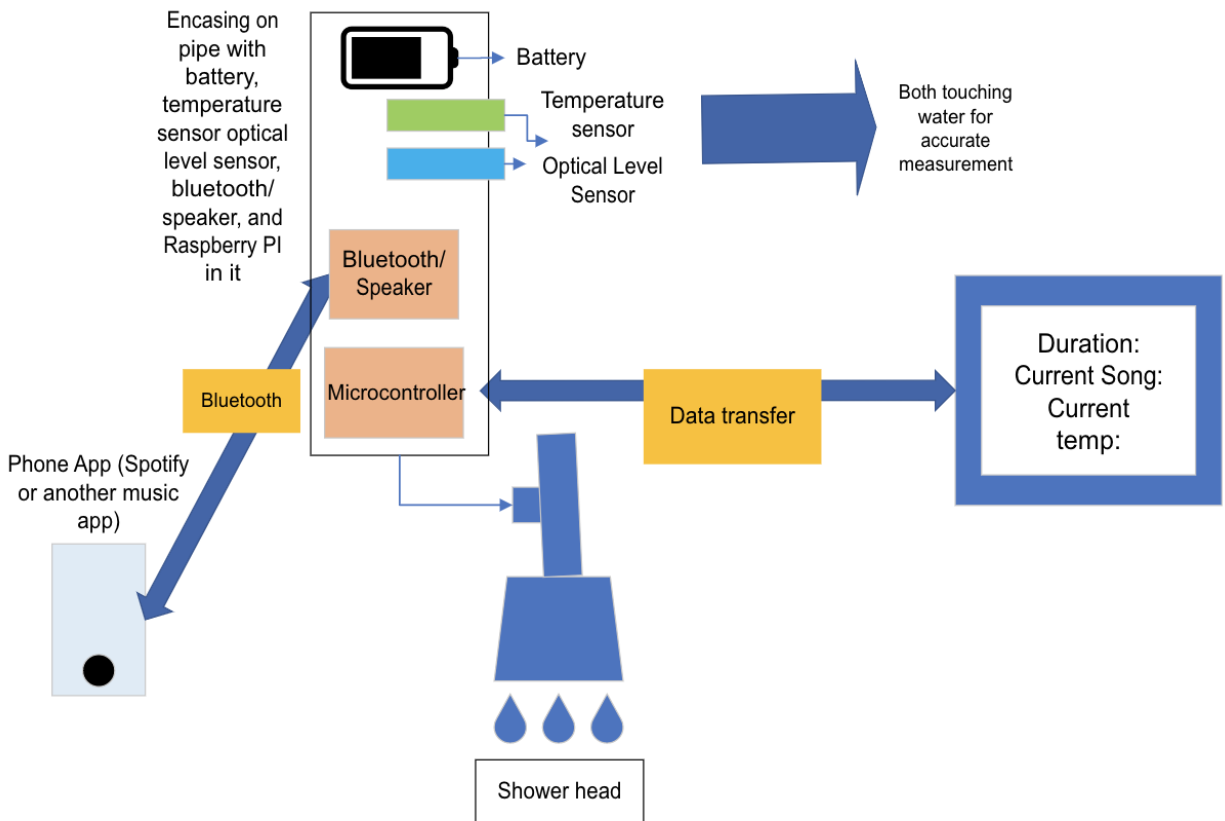 Encasing on
pipe with
battery,
temperature
sensor optical
level sensor,
bluetooth/
speaker, and
Raspberry PI
in it
Battery
Temperature
sensor
Optical Level
Sensor
Both touching
water for
accurate
measurement
Bluetooth/
Speaker
Microcontroller
Bluetooth
Data transfer
Duration:
Current Song:
Current
temp:
Phone App (Spotify
or another music
app)
Shower head